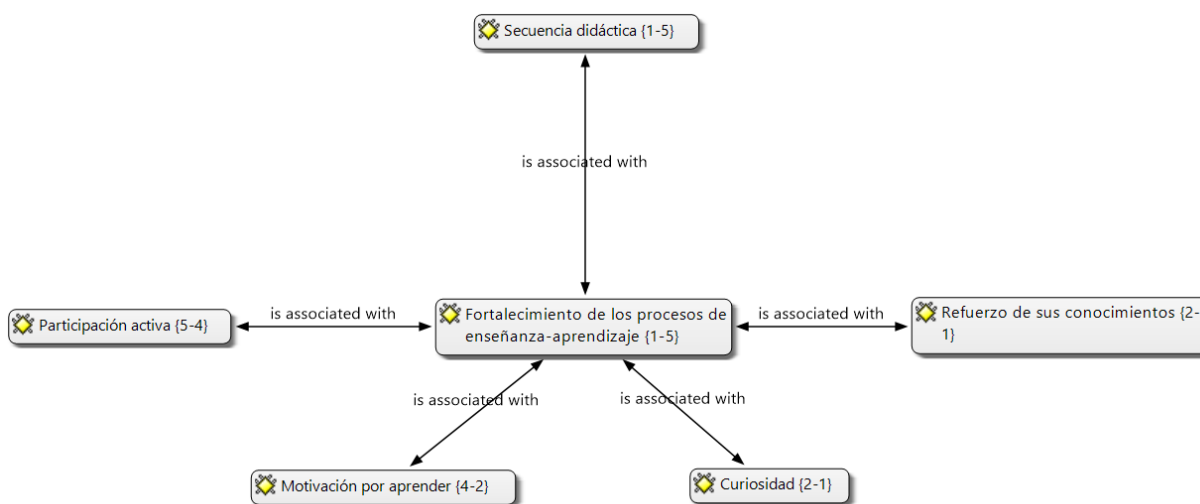 Secuencia didáctica {1-5}
is associated with
Participación activa {5-4}
is associated with
Fortalecimiento de los procesos de
enseñanza-aprendizaje {1-5}
is associated with
Refuerzo de sus conocimientos {2-
1}
is associated with
is associated with
Motivación por aprender {4-2}
Curiosidad {2-1}